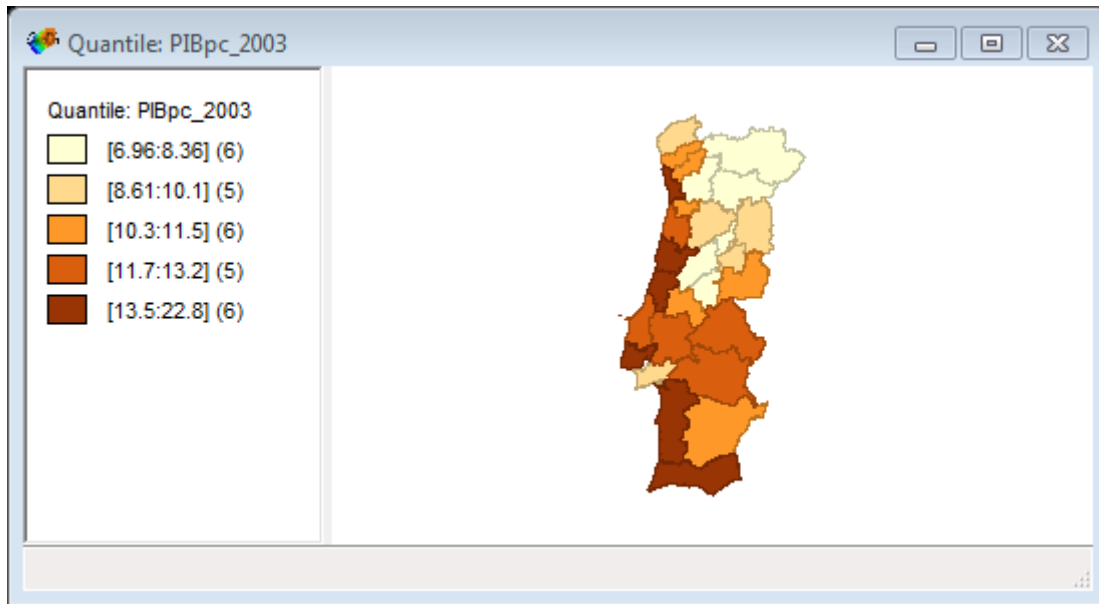 Quantile: PIBpc_2003
Quantile: PIBpc_2003
[6.96:8.36] (6)
[8.61:10.1] (5)
[10.3:11.5] (6)
[11.7:13.2] (5)
[13.5:22.8] (6)